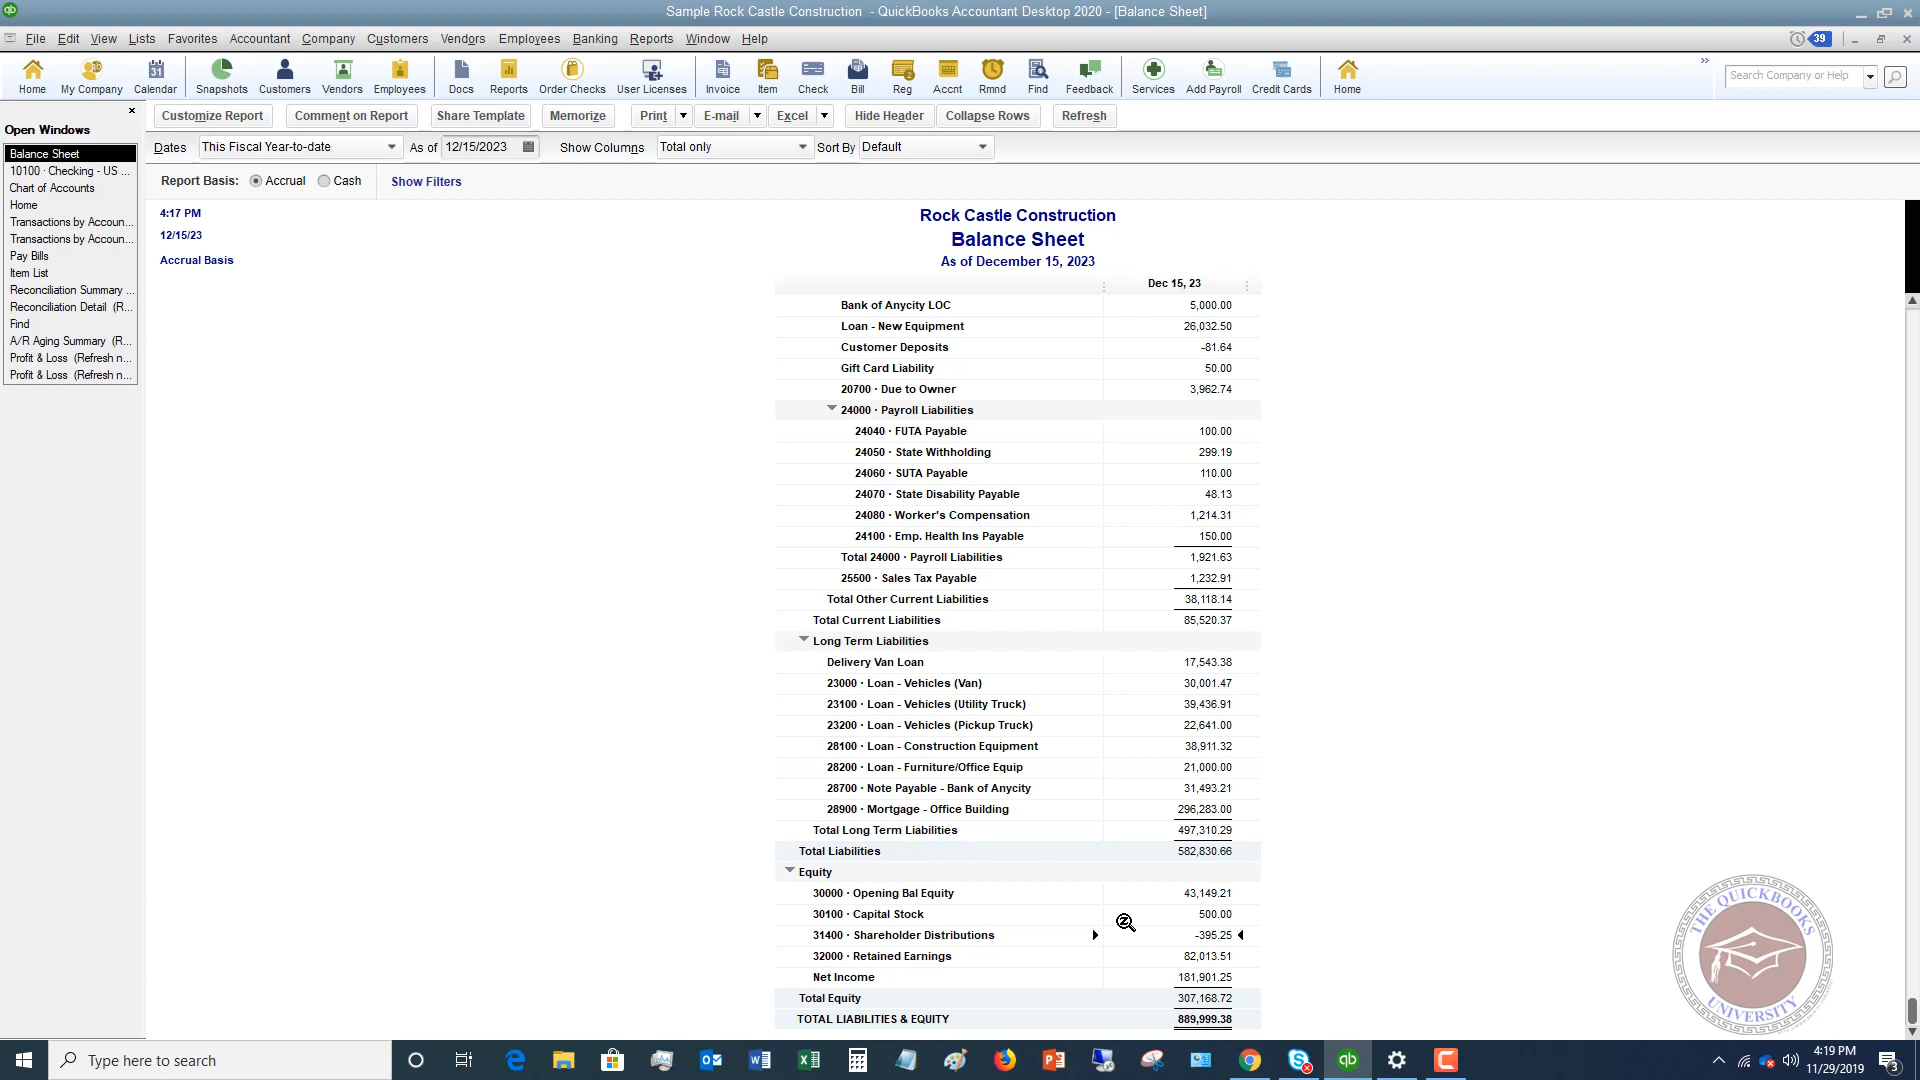 Sample Rock Castle Construction - QuickBooks Accountant Desktop 2020 - [Balance Sheet]
File Edit View Lists Favorites Accountant Company Customers Vendors Employees Banking Reports Window Help
39
Home My Company Calendar Snapshots Customers Vendors Employees Docs Reports Order Checks User Licenses Invoice Item Check Bill Reg Accnt Rmnd Find Feedback Services Add Payroll Credit Cards Home
Search Company or Help
Open Windows
Balance Sheet
10100 · Checking - US ...
Chart of Accounts
Home
Transactions by Accoun...
Transactions by Accoun...
Pay Bills
Item List
Reconciliation Summary ...
Reconciliation Detail (R...
Find
A/R Aging Summary (R...
Profit & Loss (Refresh n...
Profit & Loss (Refresh n...
Customize Report Comment on Report Share Template Memorize Print E-mail Excel Hide Header Collapse Rows Refresh
Dates This Fiscal Year-to-date As of 12/15/2023 Show Columns Total only Sort By Default
Report Basis: Accrual Cash Show Filters
4:17 PM
12/15/23
Accrual Basis
Rock Castle Construction
Balance Sheet
As of December 15, 2023
Dec 15, 23
Bank of Anycity LOC 5,000.00
Loan - New Equipment 26,032.50
Customer Deposits -81.64
Gift Card Liability 50.00
20700 · Due to Owner 3,962.74
24000 · Payroll Liabilities
24040 · FUTA Payable 100.00
24050 · State Withholding 299.19
24060 · SUTA Payable 110.00
24070 · State Disability Payable 48.13
24080 · Worker's Compensation 1,214.31
24100 · Emp. Health Ins Payable 150.00
Total 24000 · Payroll Liabilities 1,921.63
25500 · Sales Tax Payable 1,232.91
Total Other Current Liabilities 38,118.14
Total Current Liabilities 85,520.37
Long Term Liabilities
Delivery Van Loan 17,543.38
23000 · Loan - Vehicles (Van) 30,001.47
23100 · Loan - Vehicles (Utility Truck) 39,436.91
23200 · Loan - Vehicles (Pickup Truck) 22,641.00
28100 · Loan - Construction Equipment 38,911.32
28200 · Loan - Furniture/Office Equip 21,000.00
28700 · Note Payable - Bank of Anycity 31,493.21
28900 · Mortgage - Office Building 296,283.00
Total Long Term Liabilities 497,310.29
Total Liabilities 582,830.66
Equity
30000 · Opening Bal Equity 43,149.21
30100 · Capital Stock 500.00
31400 · Shareholder Distributions -395.25
32000 · Retained Earnings 82,013.51
Net Income 181,901.25
Total Equity 307,168.72
TOTAL LIABILITIES & EQUITY 889,999.38
THE QUICKBOOKS
UNIVERSITY
Type here to search
4:19 PM
11/29/2019
3